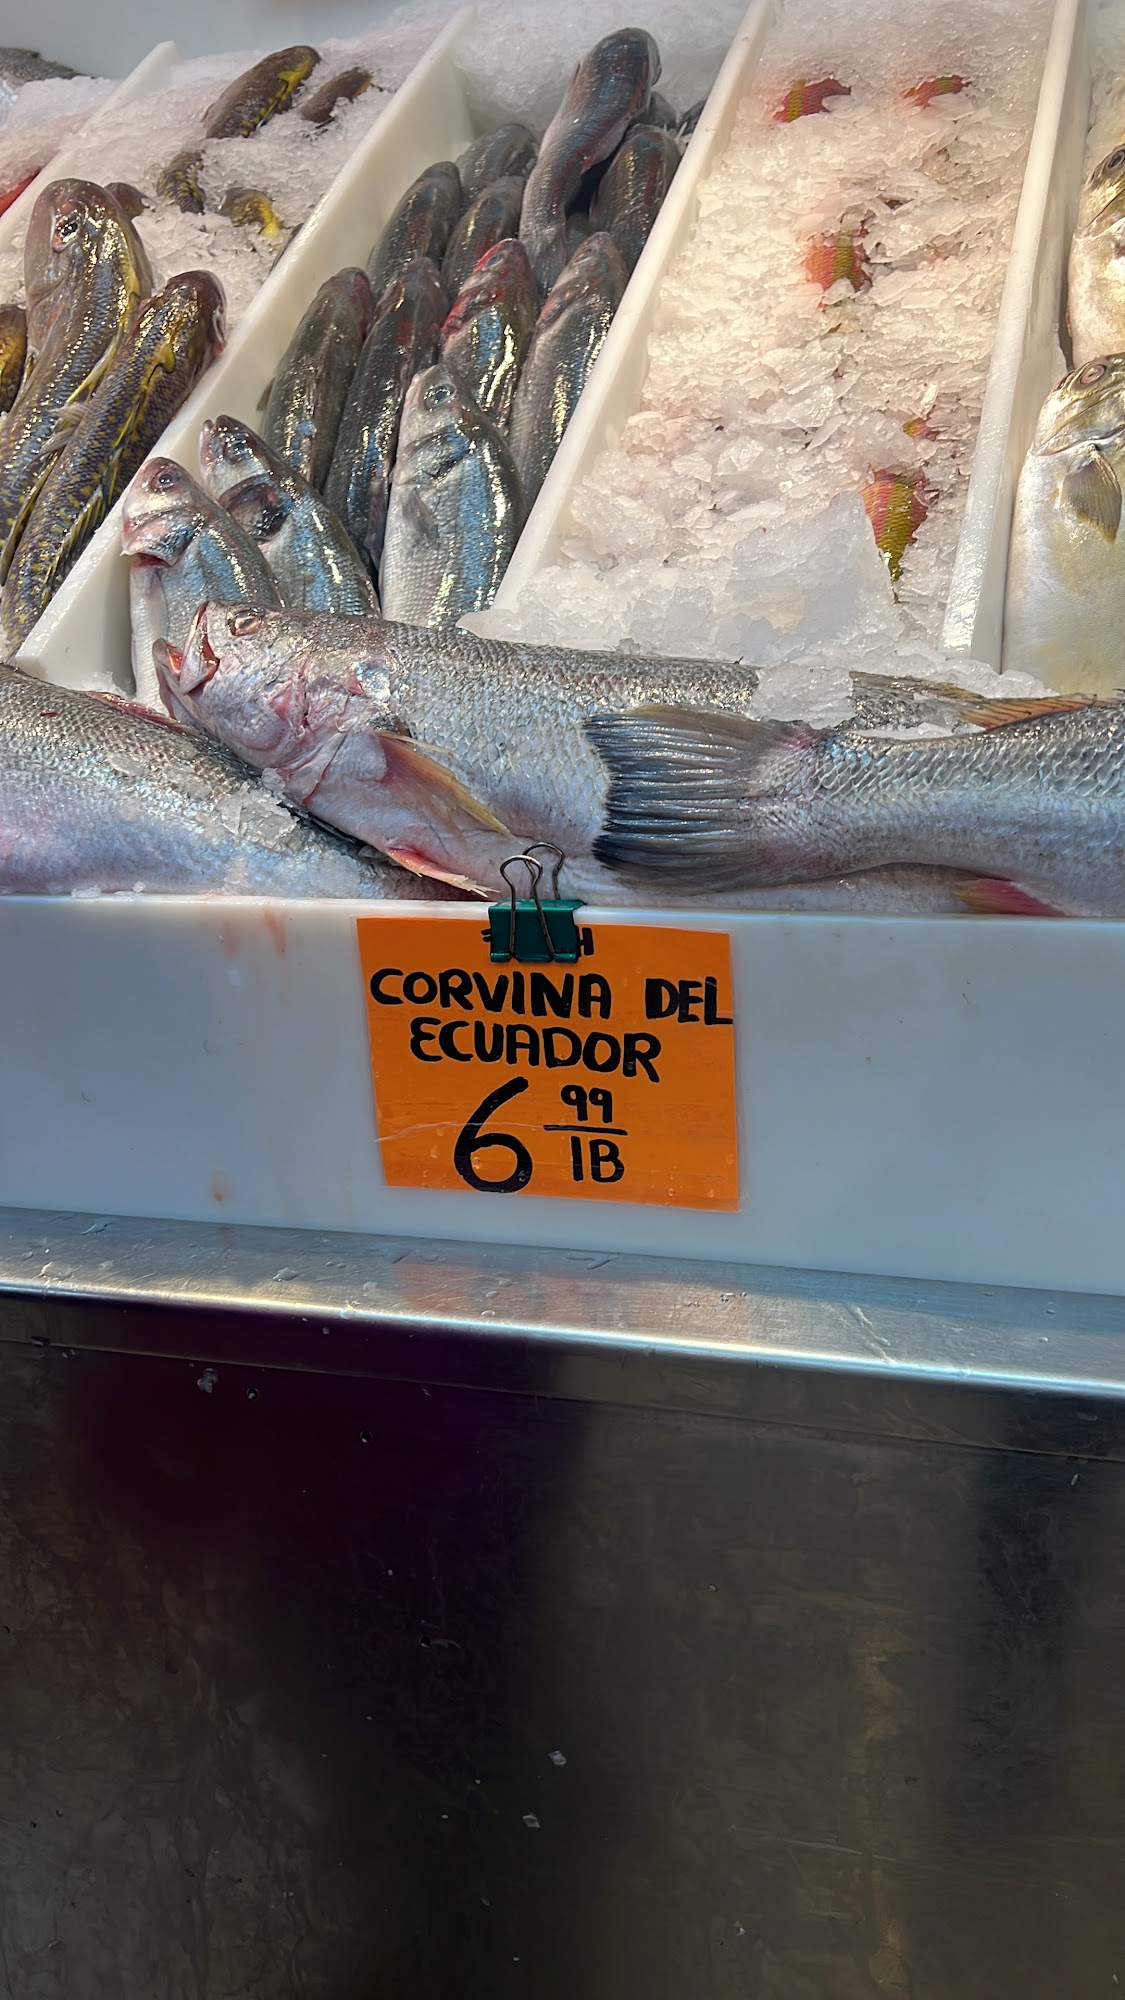 CORVINA DEL
ECUADOR
6 99
lB